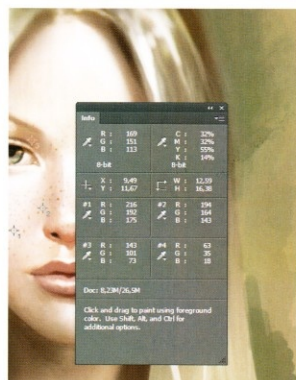 Info
R : 169 C : 32%
G : 151 M : 32%
B : 113 Y : 55%
K : 14%
8-bit 8-bit
X : 9,49 W : 12,59
Y : 11,67 H : 16,38
#1 R : 216 #2 R : 194
G : 192 G : 164
B : 175 B : 143
#3 R : 143 #4 R : 63
G : 101 G : 35
B : 73 B : 18
Doc: 8,23M/26,5M
Click and drag to paint using foreground
color. Use Shift, Alt, and Ctrl for
additional options.